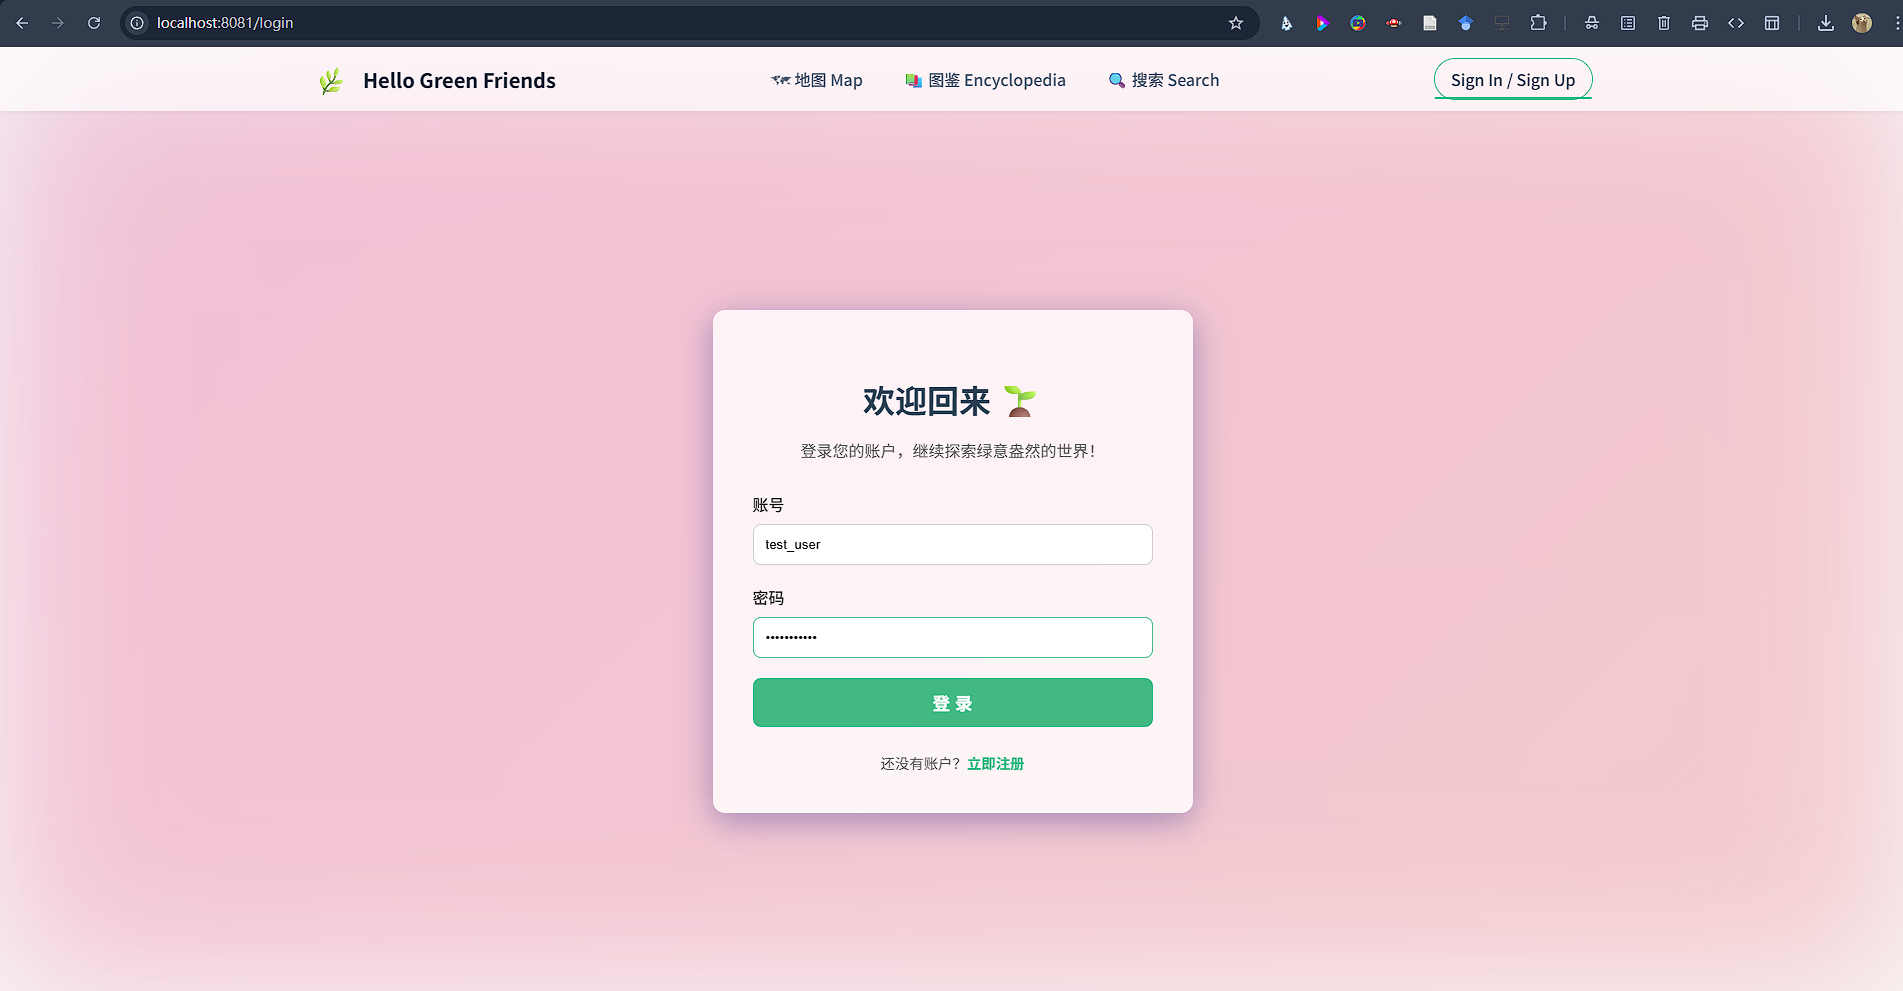 localhost:8081/login
Hello Green Friends
地图 Map
图鉴 Encyclopedia
搜索 Search
Sign In / Sign Up
欢迎回来
登录您的账户，继续探索绿意盎然的世界！
账号
test_user
密码
•••••••••••
登 录
还没有账户？立即注册